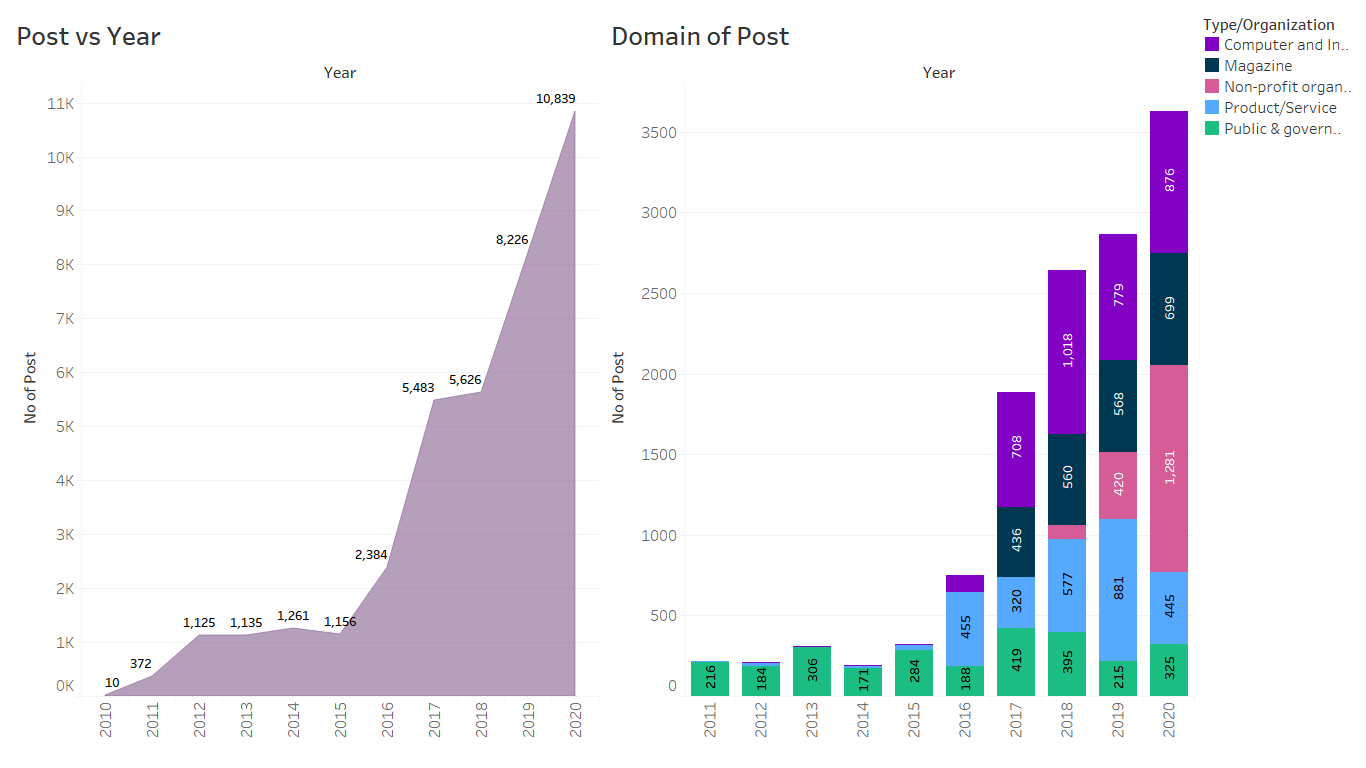 Post vs Year
Year
No of Post
11K
10K
9K
8K
7K
6K
5K
4K
3K
2K
1K
0K
10
372
1,125
1,135
1,261
1,156
2,384
5,483
5,626
8,226
10,839
2010
2011
2012
2013
2014
2015
2016
2017
2018
2019
2020
Domain of Post
Year
No of Post
3500
3000
2500
2000
1500
1000
500
0
216
184
306
171
284
455
188
708
436
320
419
1,018
560
577
395
779
568
420
881
215
876
699
1,281
445
325
2011
2012
2013
2014
2015
2016
2017
2018
2019
2020
Type/Organization
Computer and In..
Magazine
Non-profit organ..
Product/Service
Public & govern..